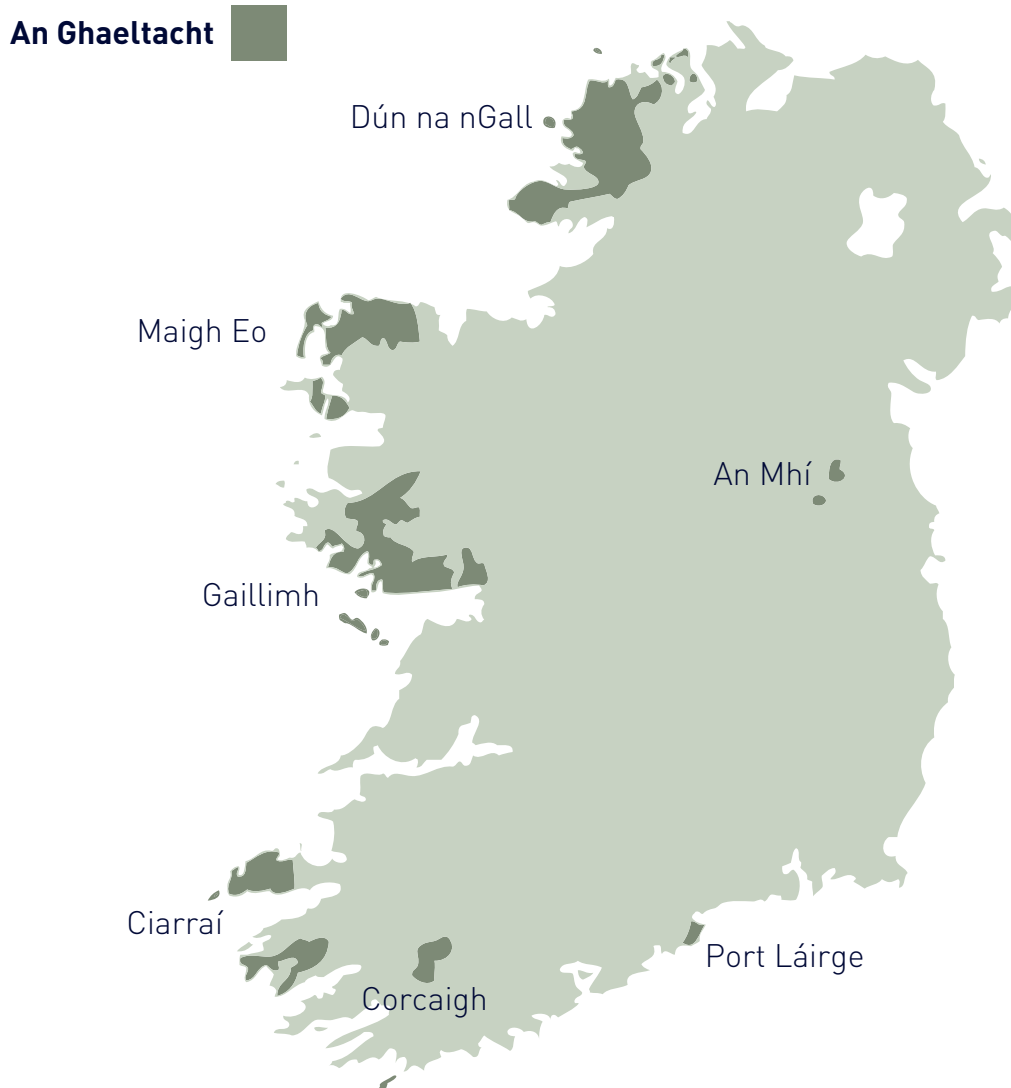 An Ghaeltacht
Dún na nGall
Maigh Eo
An Mhí
Gaillimh
Ciarraí
Port Láirge
Corcaigh